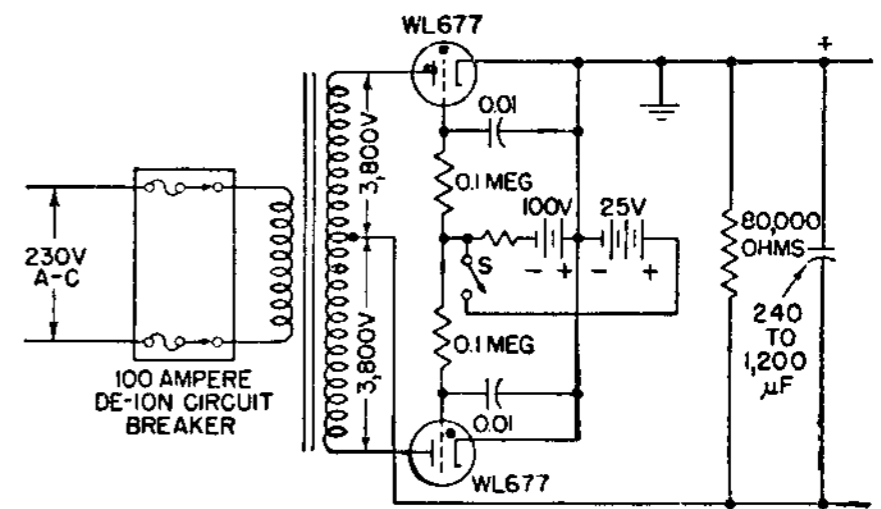 WL677
+
0.01
3,800V
0.1 MEG
100V
25V
80,000
OHMS
230V
A-C
S
- +
- +
240
TO
1,200
µF
3,800V
0.1 MEG
100 AMPERE
DE-ION CIRCUIT
BREAKER
0.01
WL677